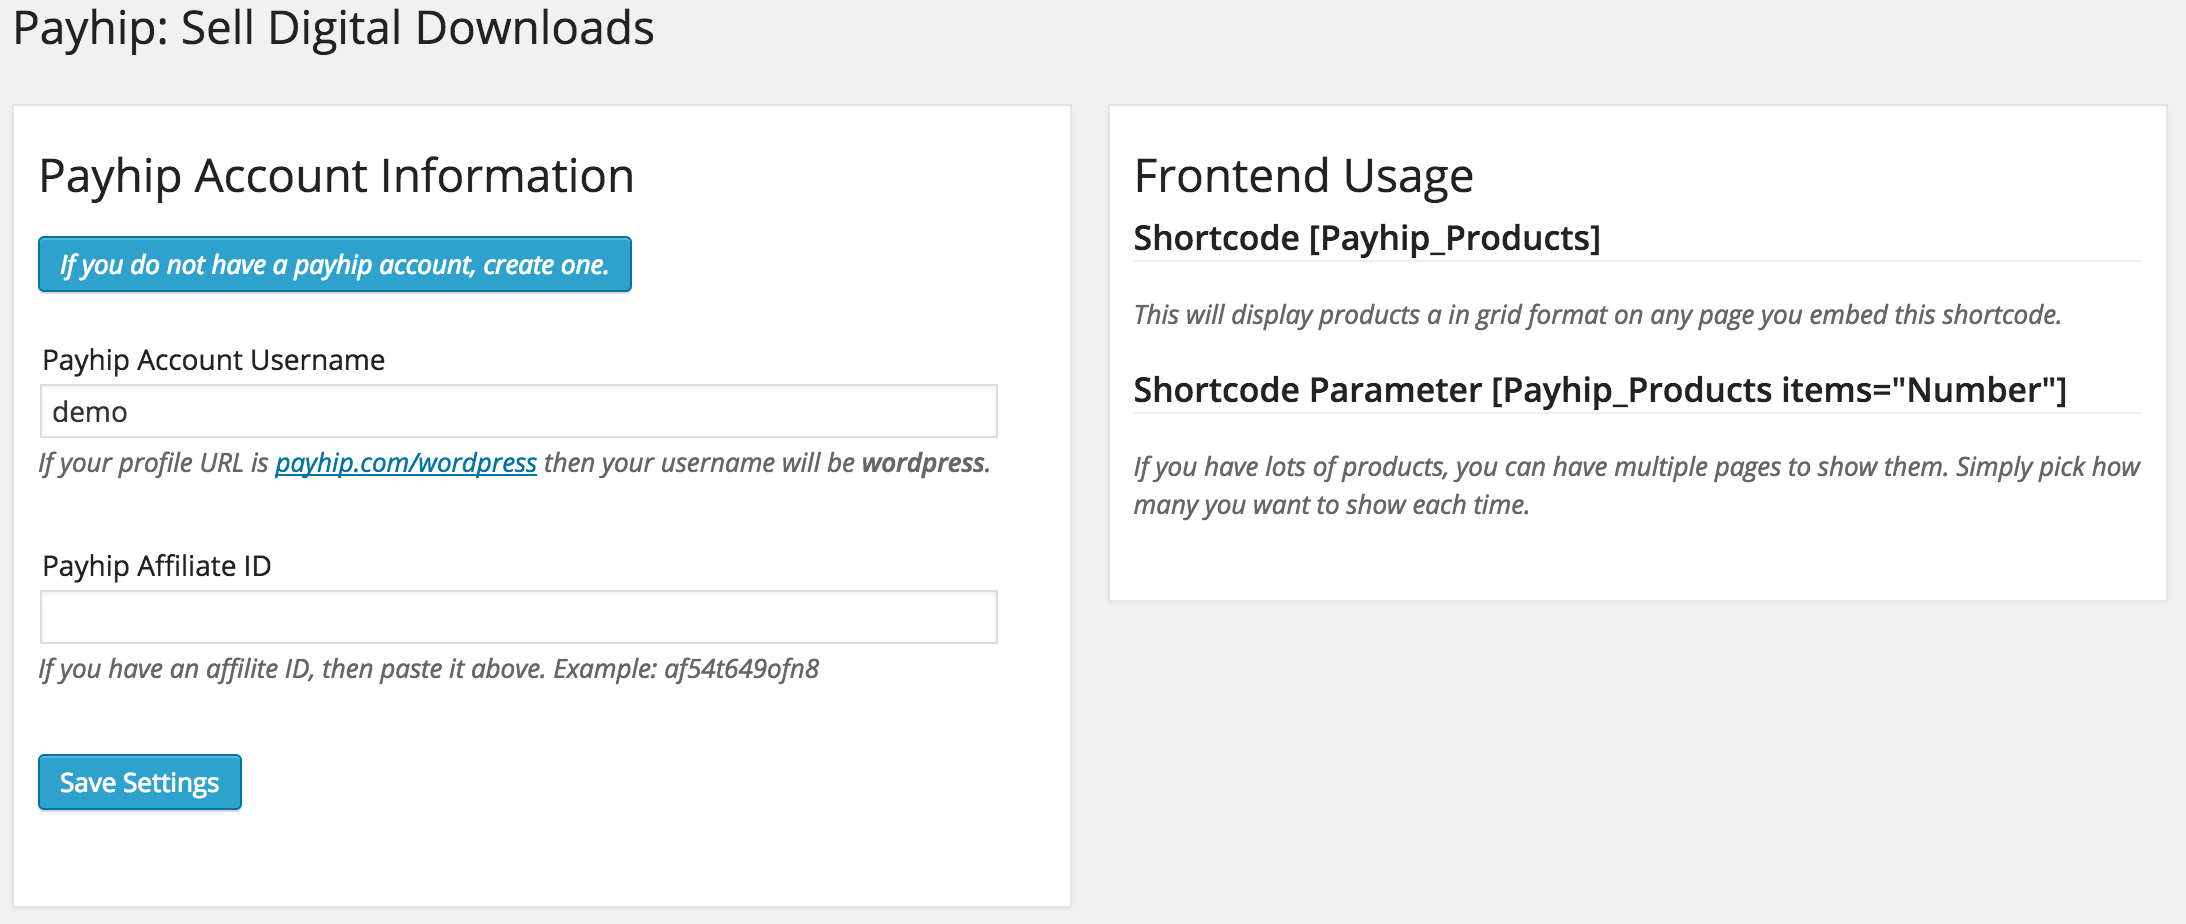 Payhip: Sell Digital Downloads
Payhip Account Information
If you do not have a payhip account, create one.
Payhip Account Username
demo
If your profile URL is payhip.com/wordpress then your username will be wordpress.
Payhip Affiliate ID
If you have an affilite ID, then paste it above. Example: af54t649ofn8
Save Settings
Frontend Usage
Shortcode [Payhip_Products]
This will display products a in grid format on any page you embed this shortcode.
Shortcode Parameter [Payhip_Products items="Number"]
If you have lots of products, you can have multiple pages to show them. Simply pick how
many you want to show each time.